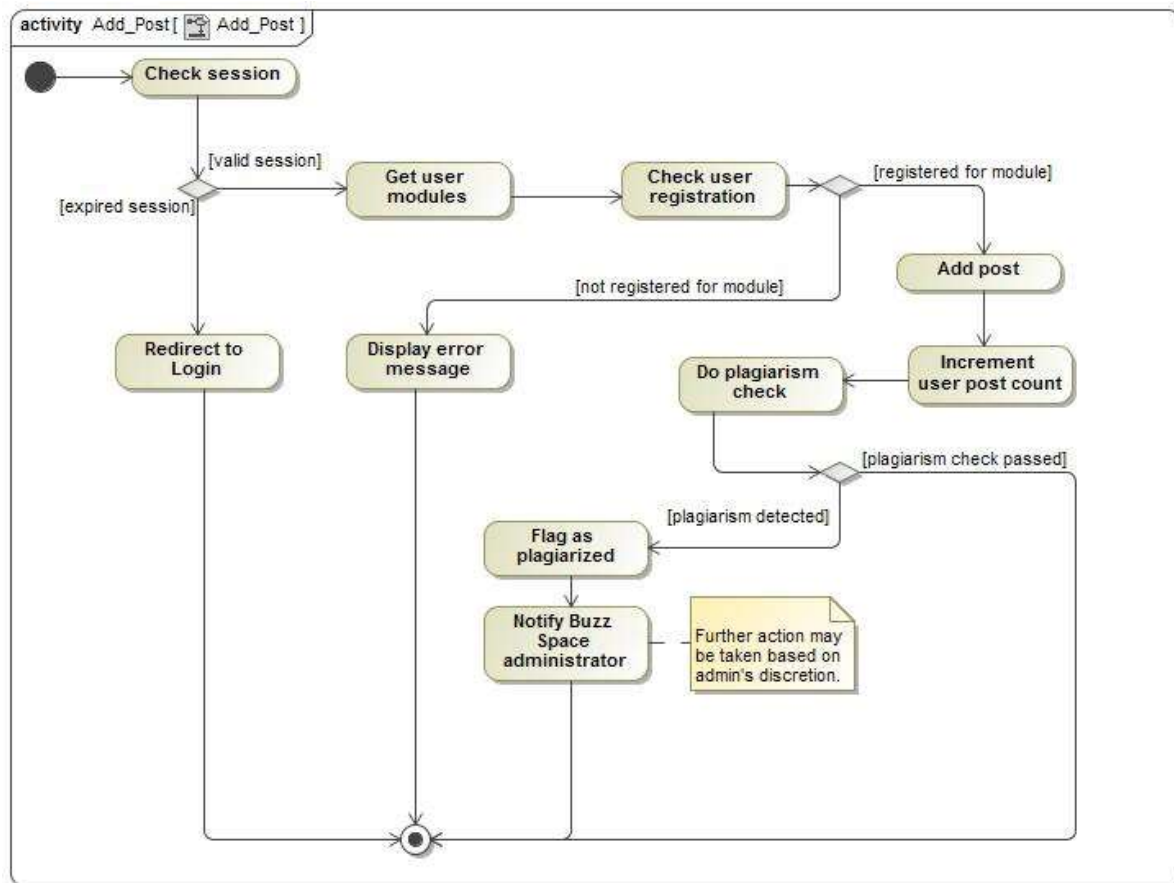 activity Add_Post [ Add_Post ]
Check session
[valid session]
[expired session]
Get user
modules
Check user
registration
[registered for module]
Add post
[not registered for module]
Redirect to
Login
Display error
message
Do plagiarism
check
Increment
user post count
[plagiarism check passed]
[plagiarism detected]
Flag as
plagiarized
Notify Buzz
Space
administrator
Further action may
be taken based on
admin's discretion.